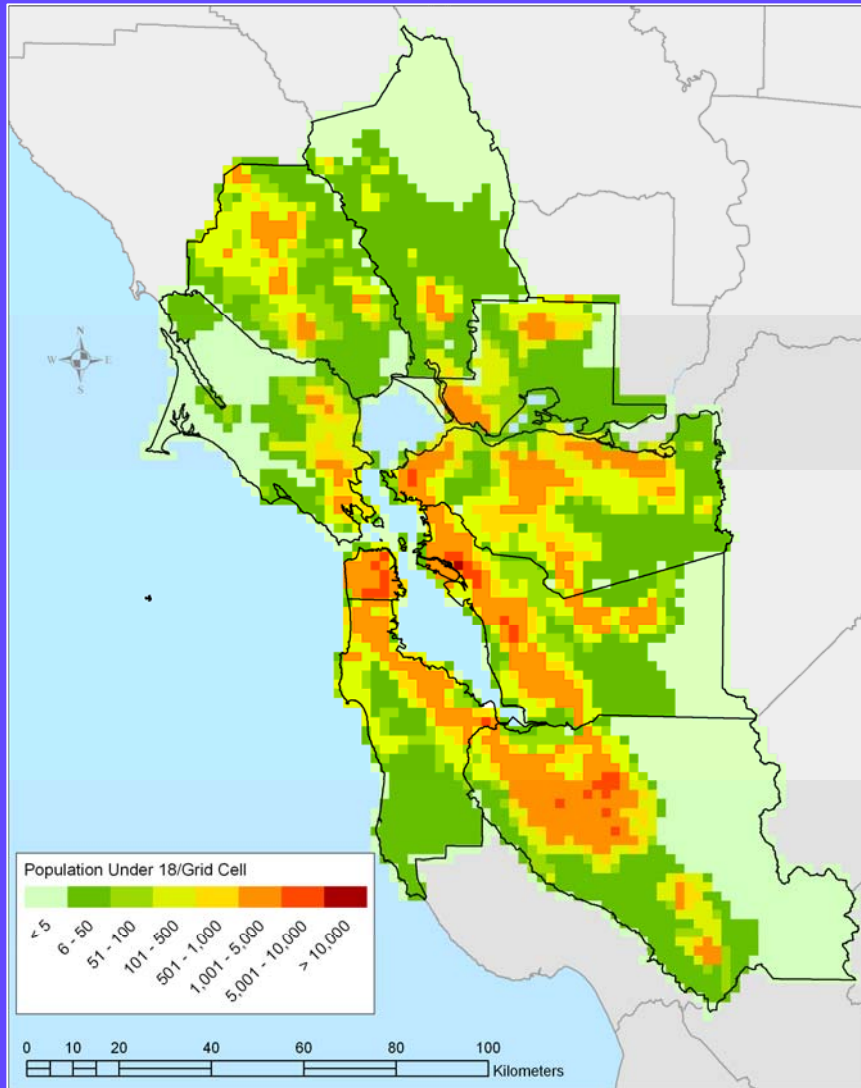 N
W E
S
Population Under 18/Grid Cell
< 5
6 - 50
51 - 100
101 - 500
501 - 1,000
1,001 - 5,000
5,001 - 10,000
> 10,000
0 10 20 40 60 80 100
Kilometers